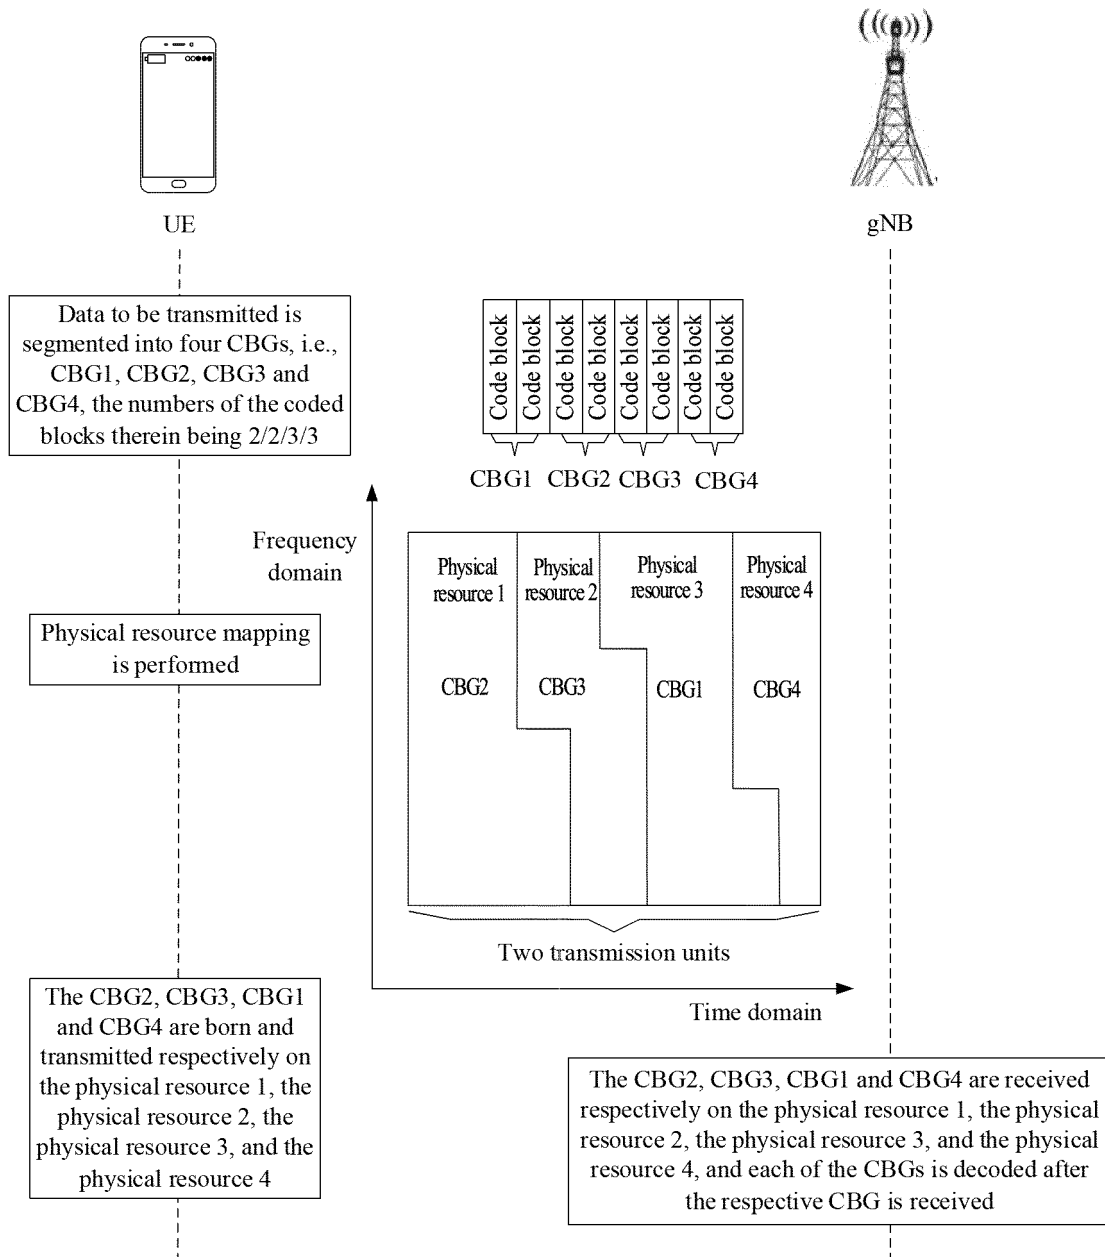 UE
gNB
Data to be transmitted is
segmented into four CBGs, i.e.,
CBG1, CBG2, CBG3 and
CBG4, the numbers of the coded
blocks therein being 2/2/3/3
Code block
Code block
Code block
Code block
Code block
Code block
Code block
Code block
CBG1
CBG2
CBG3
CBG4
Frequency
domain
Physical
resource 1
Physical
resource 2
Physical
resource 3
Physical
resource 4
CBG2
CBG3
CBG1
CBG4
Physical resource mapping
is performed
Two transmission units
Time domain
The CBG2, CBG3, CBG1
and CBG4 are born and
transmitted respectively on
the physical resource 1, the
physical resource 2, the
physical resource 3, and the
physical resource 4
The CBG2, CBG3, CBG1 and CBG4 are received
respectively on the physical resource 1, the physical
resource 2, the physical resource 3, and the physical
resource 4, and each of the CBGs is decoded after
the respective CBG is received